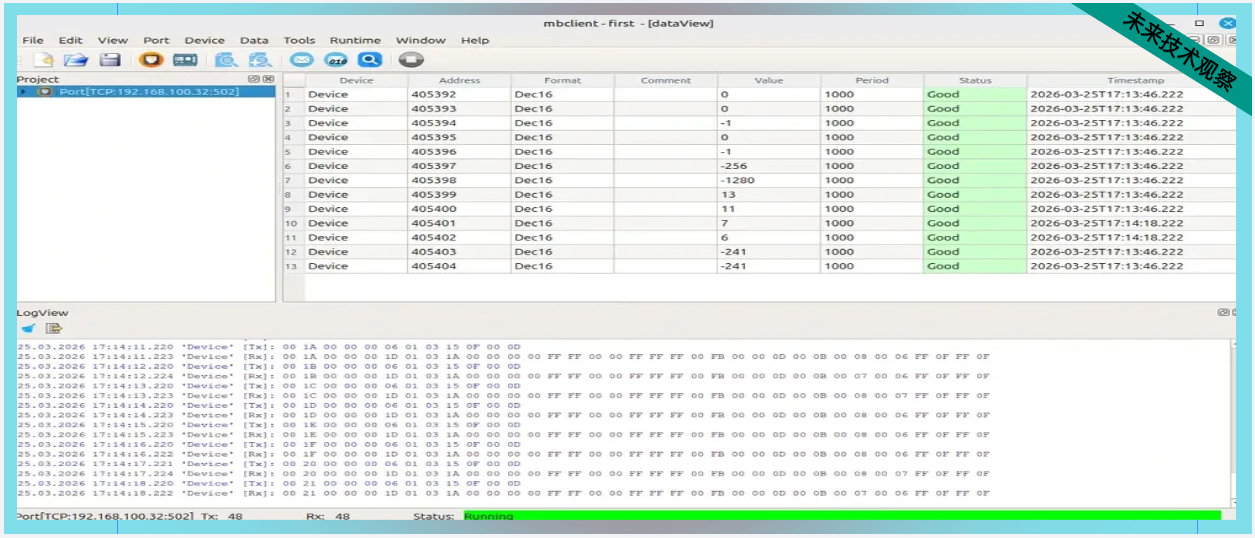 mbclient - first - [dataView]
未来技术观察
File Edit View Port Device Data Tools Runtime Window Help
Project
Port[TCP:192.168.100.32:502]
Device Address Format Comment Value Period Status Timestamp
1 Device 405392 Dec16 0 1000 Good 2026-03-25T17:13:46.222
2 Device 405393 Dec16 0 1000 Good 2026-03-25T17:13:46.222
3 Device 405394 Dec16 -1 1000 Good 2026-03-25T17:13:46.222
4 Device 405395 Dec16 0 1000 Good 2026-03-25T17:13:46.222
5 Device 405396 Dec16 -1 1000 Good 2026-03-25T17:13:46.222
6 Device 405397 Dec16 -256 1000 Good 2026-03-25T17:13:46.222
7 Device 405398 Dec16 -1280 1000 Good 2026-03-25T17:13:46.222
8 Device 405399 Dec16 13 1000 Good 2026-03-25T17:13:46.222
9 Device 405400 Dec16 11 1000 Good 2026-03-25T17:13:46.222
10 Device 405401 Dec16 7 1000 Good 2026-03-25T17:14:18.222
11 Device 405402 Dec16 6 1000 Good 2026-03-25T17:14:18.222
12 Device 405403 Dec16 -241 1000 Good 2026-03-25T17:13:46.222
13 Device 405404 Dec16 -241 1000 Good 2026-03-25T17:13:46.222
LogView
25.03.2026 17:14:11.220 'Device' [Tx]: 00 1A 00 00 00 06 01 03 15 0F 00 0D
25.03.2026 17:14:11.223 'Device' [Rx]: 00 1A 00 00 00 1D 01 03 1A 00 00 00 00 FF FF 00 00 FF FF FF 00 FB 00 00 0D 00 0B 00 08 00 06 FF 0F FF 0F
25.03.2026 17:14:12.220 'Device' [Tx]: 00 1B 00 00 00 06 01 03 15 0F 00 0D
25.03.2026 17:14:12.224 'Device' [Rx]: 00 1B 00 00 00 1D 01 03 1A 00 00 00 00 FF FF 00 00 FF FF FF 00 FB 00 00 0D 00 0B 00 07 00 06 FF 0F FF 0F
25.03.2026 17:14:13.220 'Device' [Tx]: 00 1C 00 00 00 06 01 03 15 0F 00 0D
25.03.2026 17:14:13.223 'Device' [Rx]: 00 1C 00 00 00 1D 01 03 1A 00 00 00 00 FF FF 00 00 FF FF FF 00 FB 00 00 0D 00 0B 00 08 00 07 FF 0F FF 0F
25.03.2026 17:14:14.220 'Device' [Tx]: 00 1D 00 00 00 06 01 03 15 0F 00 0D
25.03.2026 17:14:14.223 'Device' [Rx]: 00 1D 00 00 00 1D 01 03 1A 00 00 00 00 FF FF 00 00 FF FF FF 00 FB 00 00 0D 00 0B 00 08 00 06 FF 0F FF 0F
25.03.2026 17:14:15.220 'Device' [Tx]: 00 1E 00 00 00 06 01 03 15 0F 00 0D
25.03.2026 17:14:15.223 'Device' [Rx]: 00 1E 00 00 00 1D 01 03 1A 00 00 00 00 FF FF 00 00 FF FF FF 00 FB 00 00 0D 00 0B 00 08 00 06 FF 0F FF 0F
25.03.2026 17:14:16.220 'Device' [Tx]: 00 1F 00 00 00 06 01 03 15 0F 00 0D
25.03.2026 17:14:16.222 'Device' [Rx]: 00 1F 00 00 00 1D 01 03 1A 00 00 00 00 FF FF 00 00 FF FF FF 00 FB 00 00 0D 00 0B 00 08 00 06 FF 0F FF 0F
25.03.2026 17:14:17.221 'Device' [Tx]: 00 20 00 00 00 06 01 03 15 0F 00 0D
25.03.2026 17:14:17.224 'Device' [Rx]: 00 20 00 00 00 1D 01 03 1A 00 00 00 00 FF FF 00 00 FF FF FF 00 FB 00 00 0D 00 0B 00 08 00 07 FF 0F FF 0F
25.03.2026 17:14:18.220 'Device' [Tx]: 00 21 00 00 00 06 01 03 15 0F 00 0D
25.03.2026 17:14:18.222 'Device' [Rx]: 00 21 00 00 00 1D 01 03 1A 00 00 00 00 FF FF 00 00 FF FF FF 00 FB 00 00 0D 00 0B 00 07 00 06 FF 0F FF 0F
Port[TCP:192.168.100.32:502] Tx: 48 Rx: 48 Status: Running